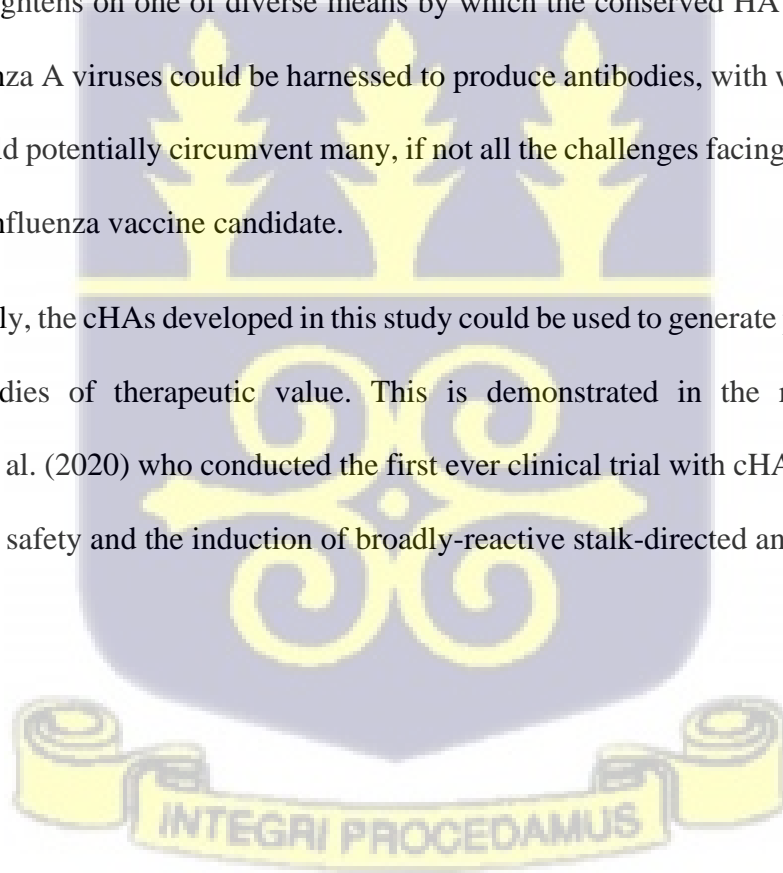 ghtens on one of diverse means by which the conserved HA
nza A viruses could be harnessed to produce antibodies, with w
d potentially circumvent many, if not all the challenges facing
nfluenza vaccine candidate.
ly, the cHAs developed in this study could be used to generate
dies of therapeutic value. This is demonstrated in the r
al. (2020) who conducted the first ever clinical trial with cHA
safety and the induction of broadly-reactive stalk-directed an
INTEGRI PROCEDAMUS